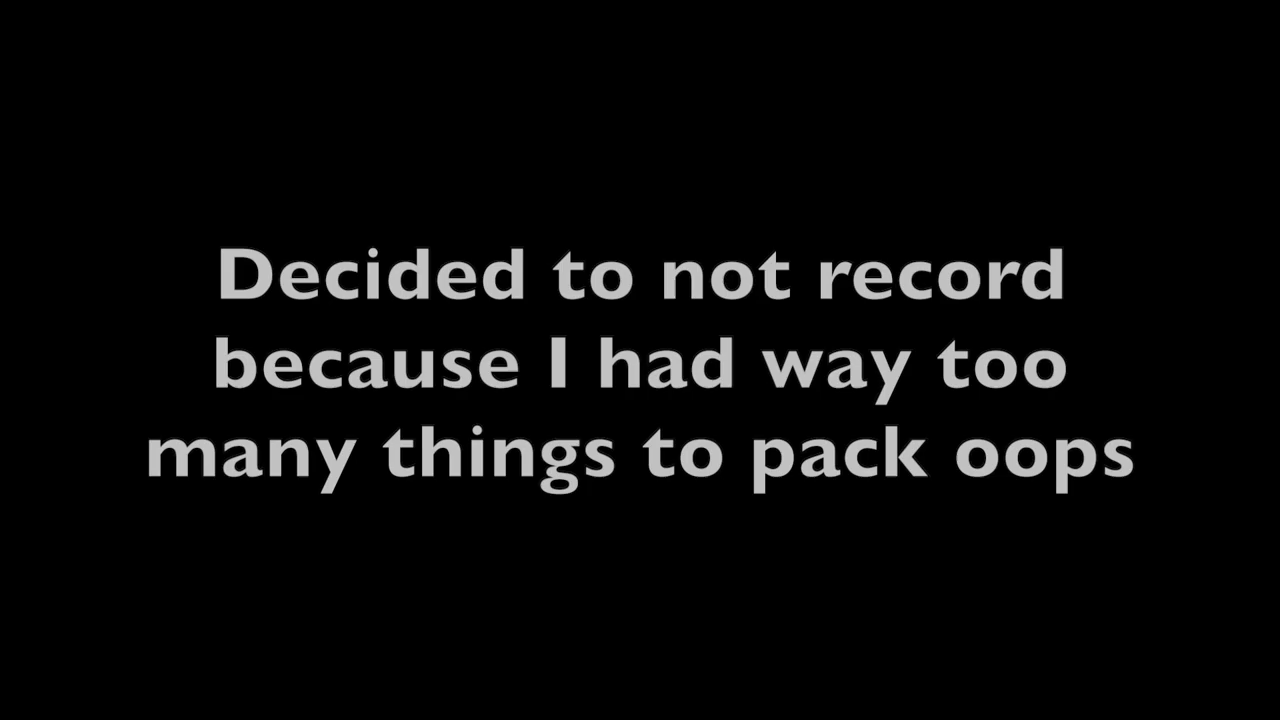 Decided to not record
because I had way too
many things to pack oops